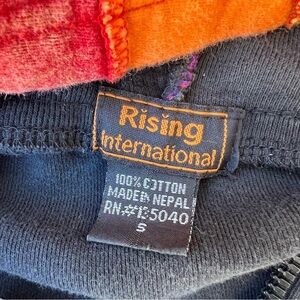 Rising
International
100% COTTON
MADE IN NEPAL
RN#135040
S